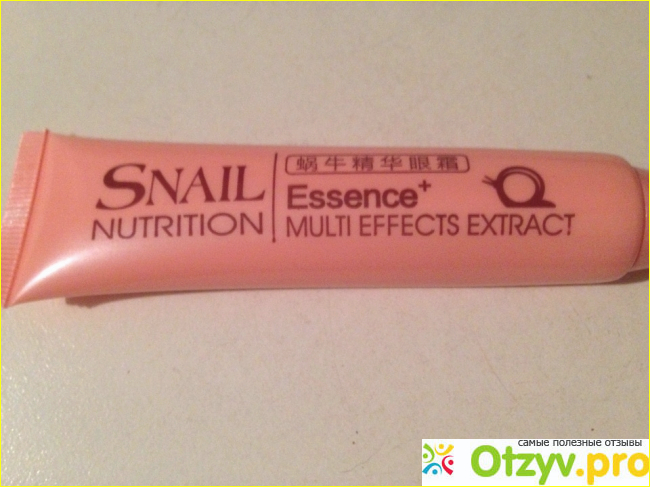 SNAIL
NUTRITION
蜗牛精华眼霜
Essence+
MULTI EFFECTS EXTRACT
самые полезные отзывы
Otzyv.pro